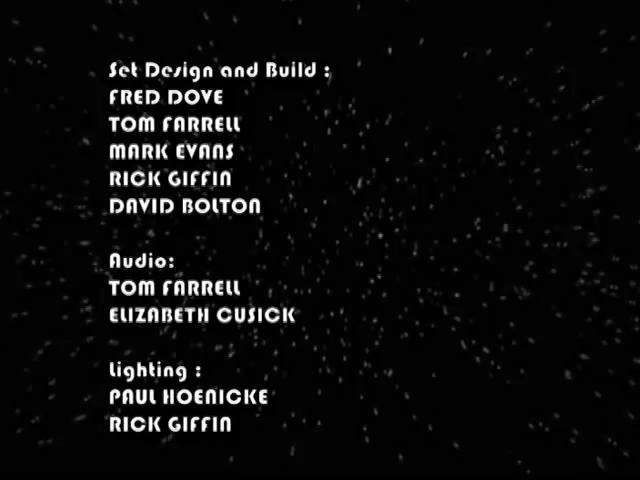 Set Design and Build :
FRED DOVE
TOM FARRELL
MARK EVANS
RICK GIFFIN
DAVID BOLTON
Audio:
TOM FARRELL
ELIZABETH CUSICK
Lighting :
PAUL HOENICKE
RICK GIFFIN